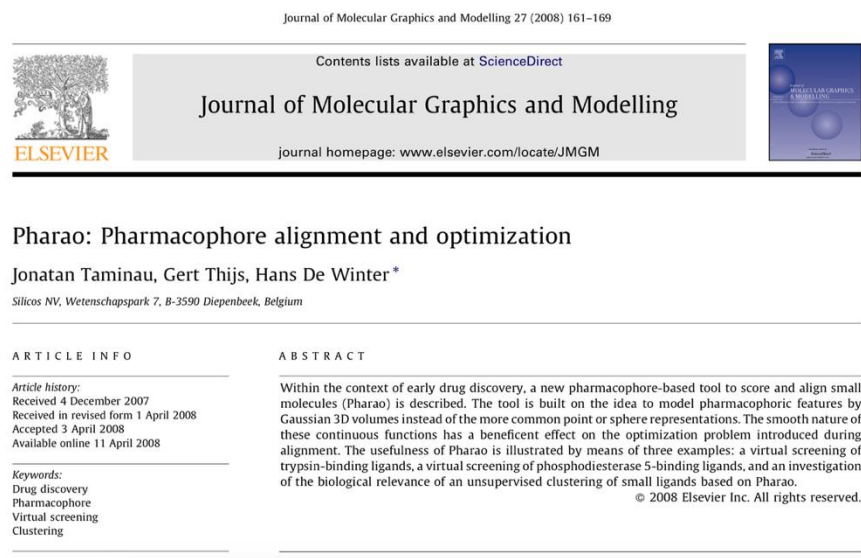 Journal of Molecular Graphics and Modelling 27 (2008) 161–169
Contents lists available at ScienceDirect
Journal of Molecular Graphics and Modelling
journal homepage: www.elsevier.com/locate/JMGM
ELSEVIER
MOLECULAR GRAPHICS
& MODELLING
Pharao: Pharmacophore alignment and optimization
Jonatan Taminau, Gert Thijs, Hans De Winter *
Silicos NV, Wetenschapspark 7, B-3590 Diepenbeek, Belgium
ARTICLE INFO
Article history:
Received 4 December 2007
Received in revised form 1 April 2008
Accepted 3 April 2008
Available online 11 April 2008
Keywords:
Drug discovery
Pharmacophore
Virtual screening
Clustering
ABSTRACT
Within the context of early drug discovery, a new pharmacophore-based tool to score and align small
molecules (Pharao) is described. The tool is built on the idea to model pharmacophoric features by
Gaussian 3D volumes instead of the more common point or sphere representations. The smooth nature of
these continuous functions has a beneficent effect on the optimization problem introduced during
alignment. The usefulness of Pharao is illustrated by means of three examples: a virtual screening of
trypsin-binding ligands, a virtual screening of phosphodiesterase 5-binding ligands, and an investigation
of the biological relevance of an unsupervised clustering of small ligands based on Pharao.
© 2008 Elsevier Inc. All rights reserved.